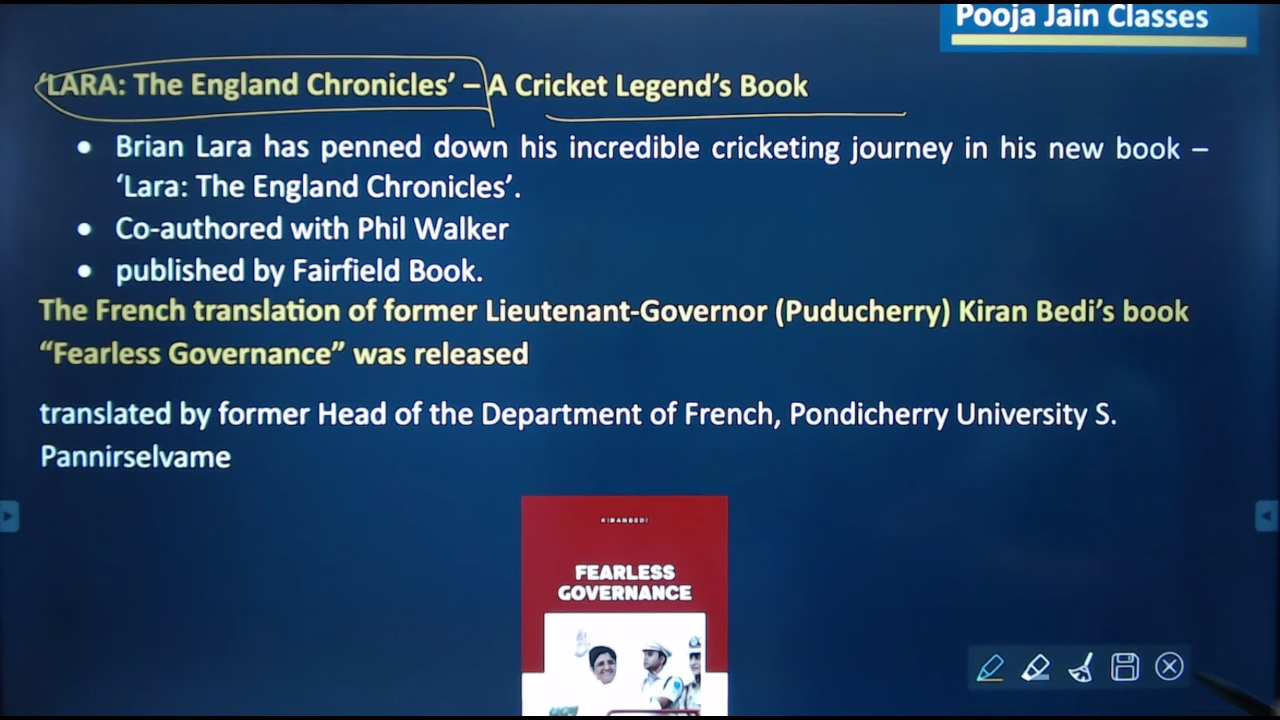 Pooja Jain Classes
‘LARA: The England Chronicles’ – A Cricket Legend’s Book
• Brian Lara has penned down his incredible cricketing journey in his new book –
‘Lara: The England Chronicles’.
• Co-authored with Phil Walker
• published by Fairfield Book.
The French translation of former Lieutenant-Governor (Puducherry) Kiran Bedi’s book
“Fearless Governance” was released
translated by former Head of the Department of French, Pondicherry University S.
Pannirselvame
KIRANBEDI
FEARLESS
GOVERNANCE